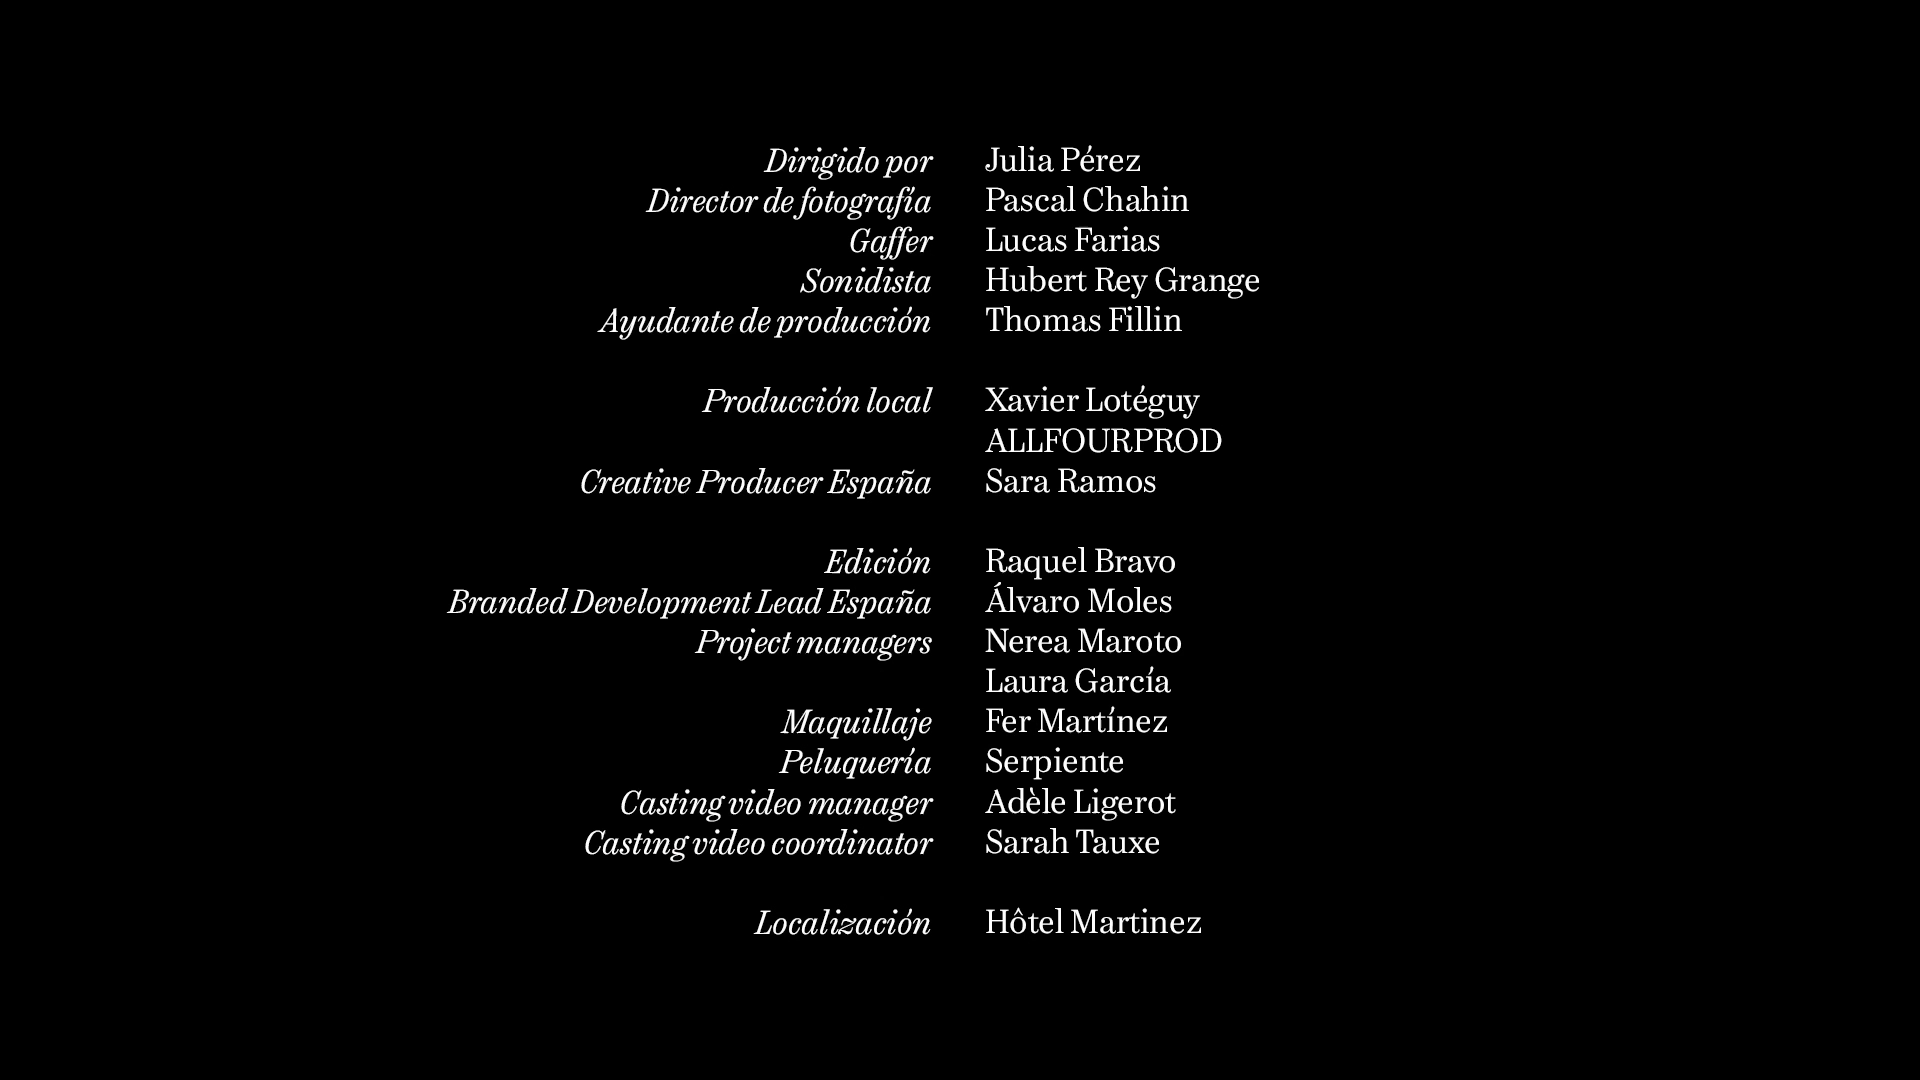 Dirigido por Julia Pérez
Director de fotografía Pascal Chahin
Gaffer Lucas Farias
Sonidista Hubert Rey Grange
Ayudante de producción Thomas Fillin
Producción local Xavier Lotéguy
ALLFOURPROD
Creative Producer España Sara Ramos
Edición Raquel Bravo
Branded Development Lead España Álvaro Moles
Project managers Nerea Maroto
Laura García
Maquillaje Fer Martínez
Peluquería Serpiente
Casting video manager Adèle Ligerot
Casting video coordinator Sarah Tauxe
Localización Hôtel Martinez